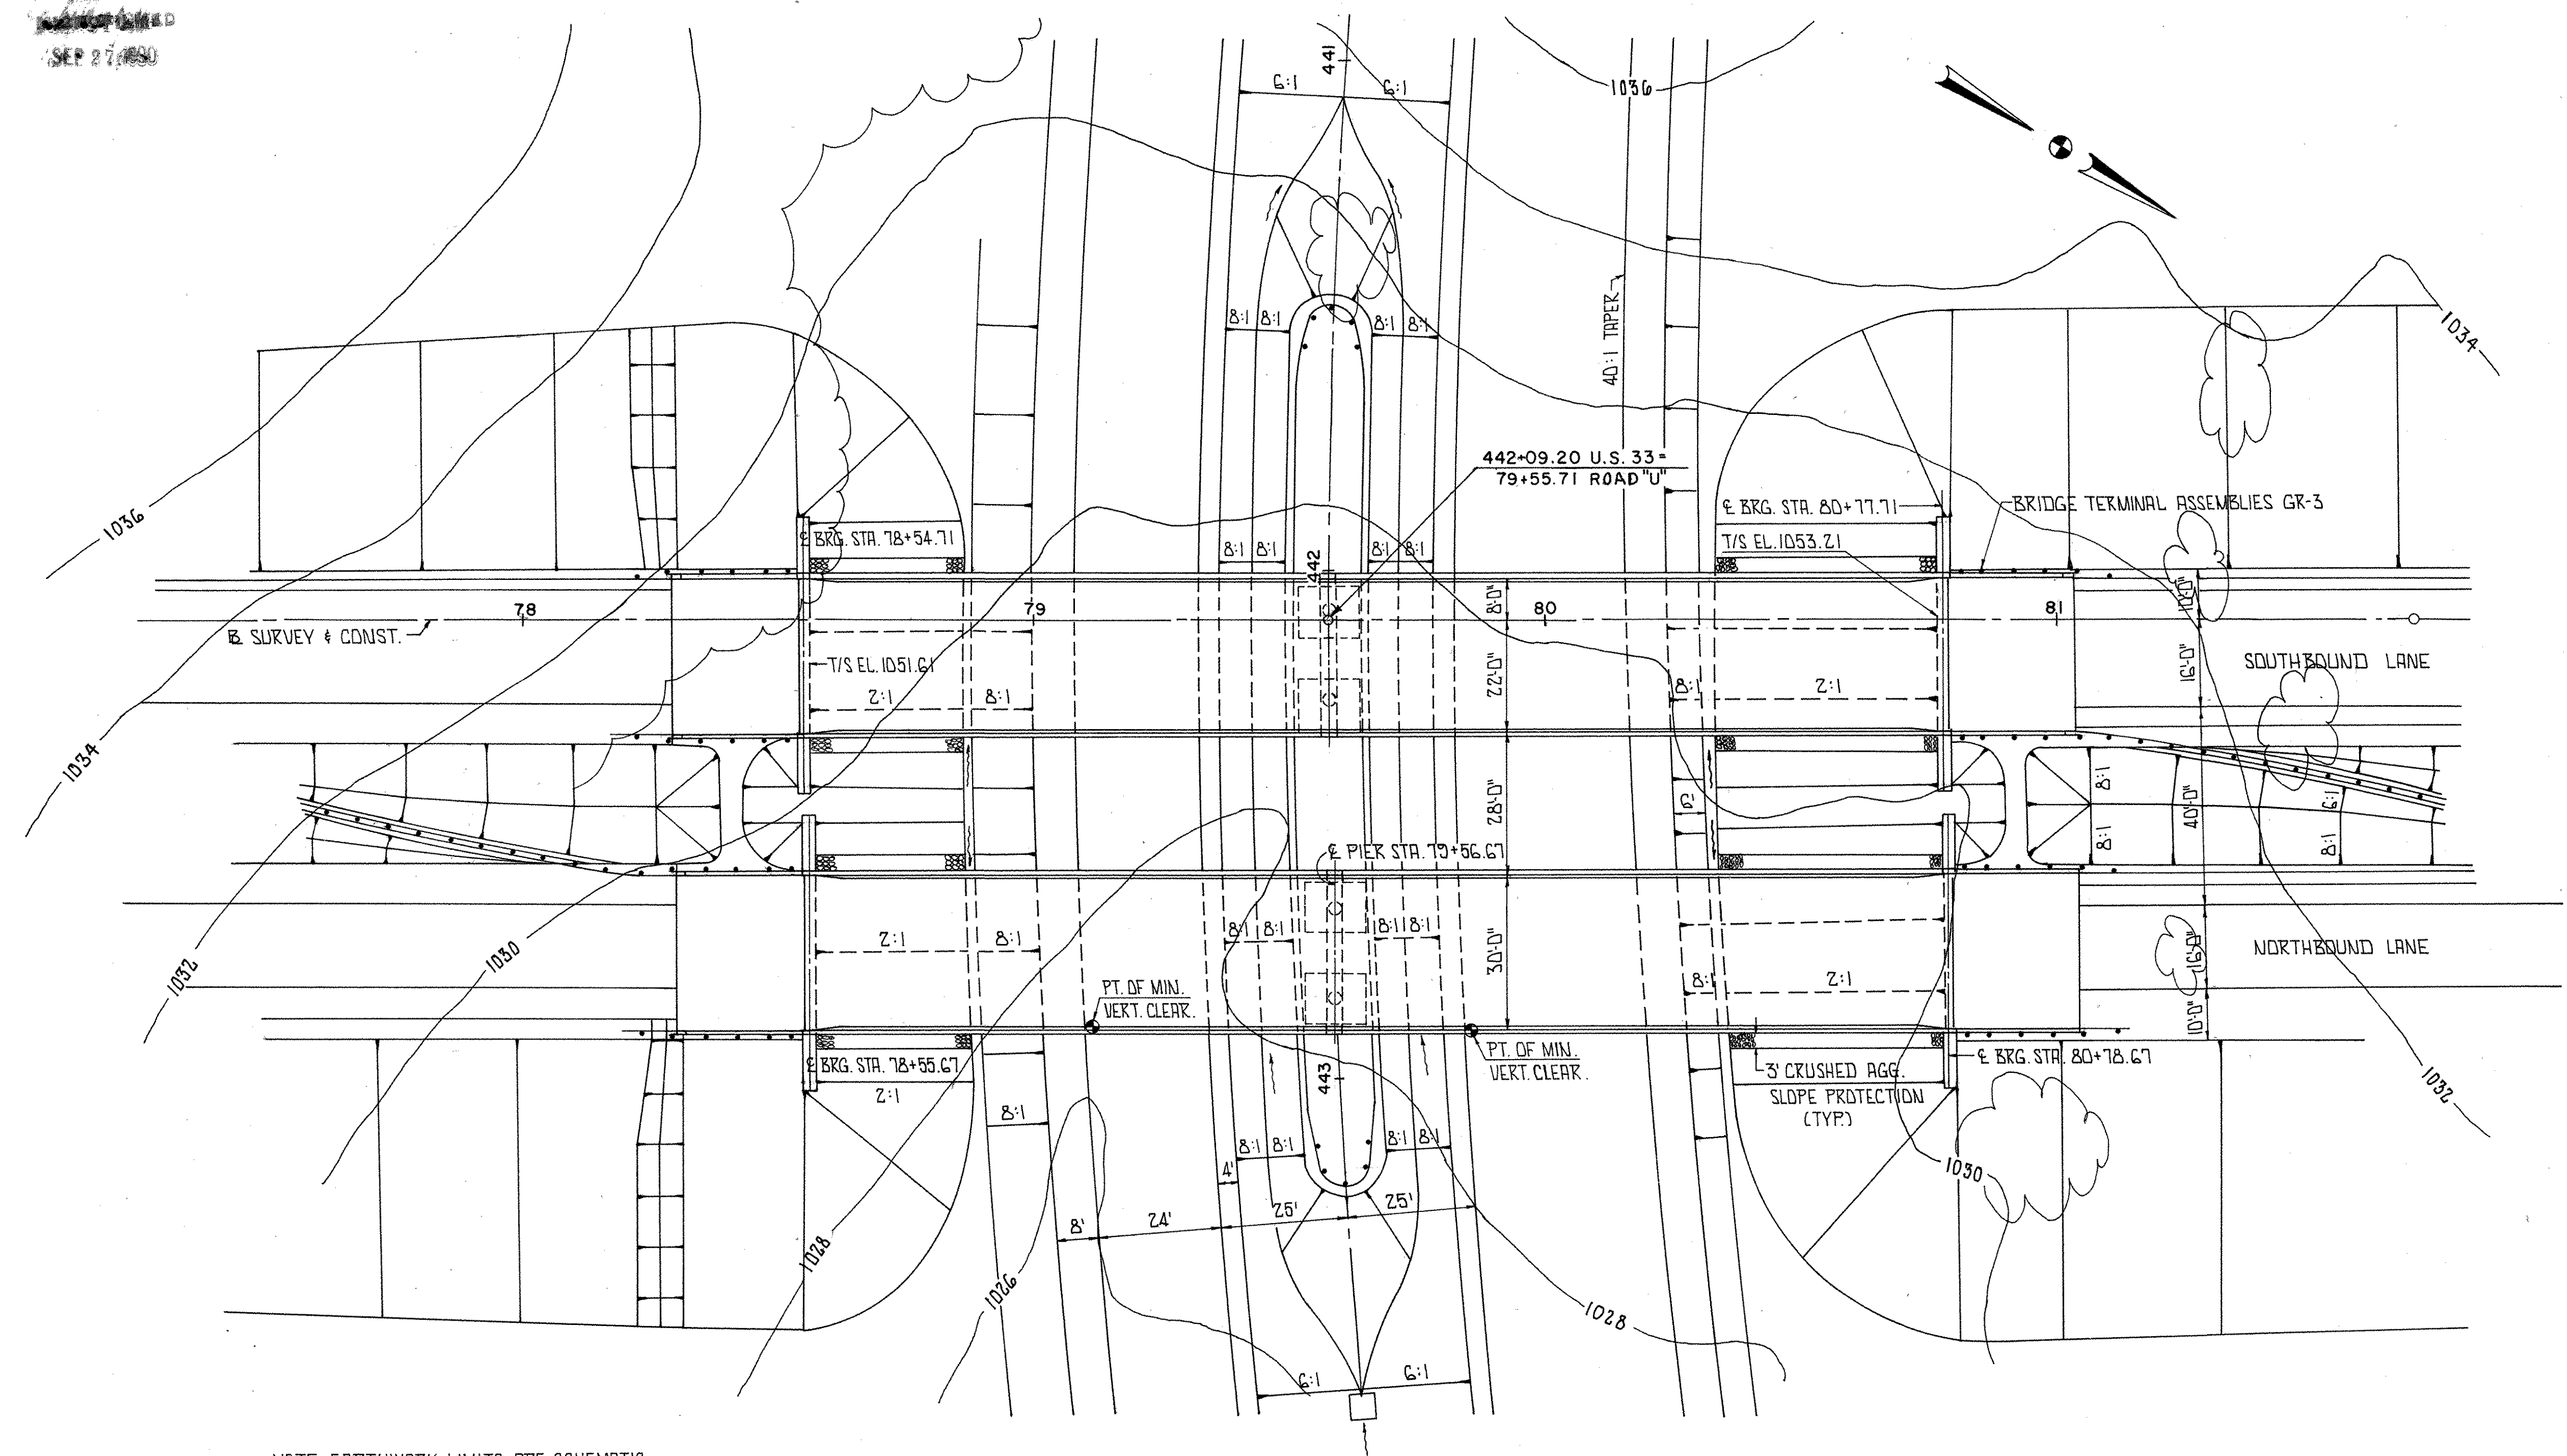 SEP 27 1990
441
6:1 6:1
1036
40:1 TAPER
8:1 8:1 8:1 8:1
1034
442+09.20 U.S. 33 =
79+55.71 ROAD "U"
1036
℄ BRG. STA. 78+54.71
℄ BRG. STA. 80+77.71
BRIDGE TERMINAL ASSEMBLIES GR-3
T/S EL. 1053.21
8:1 8:1 8:1 8:1
442
78 79 80 81
8'-0" 10'-0"
B SURVEY & CONST.
T/S EL. 1051.61
22'-0" 16'-0"
SOUTHBOUND LANE
2:1 8:1 8:1 2:1
1034
8:1 6:1
28'-0" 6:1 40'-0"
8:1 8:1
℄ PIER STA. 79+56.67
8:1 8:1 8:1 8:1
2:1 8:1
30'-0" 16'-0"
NORTHBOUND LANE
1032 1030
8:1 2:1
PT. OF MIN.
VERT. CLEAR.
10'-0"
PT. OF MIN.
VERT. CLEAR.
℄ BRG. STA. 78+55.67
2:1
℄ BRG. STA. 80+78.67
443
3' CRUSHED AGG.
SLOPE PROTECTION
(TYP.)
1032
8:1
8:1 8:1 8:1 8:1
4'
1030
8' 24' 25' 25'
1028 1026 1028
6:1 6:1
NOTE: EARTHWORK LIMITS ARE SCHEMATIC